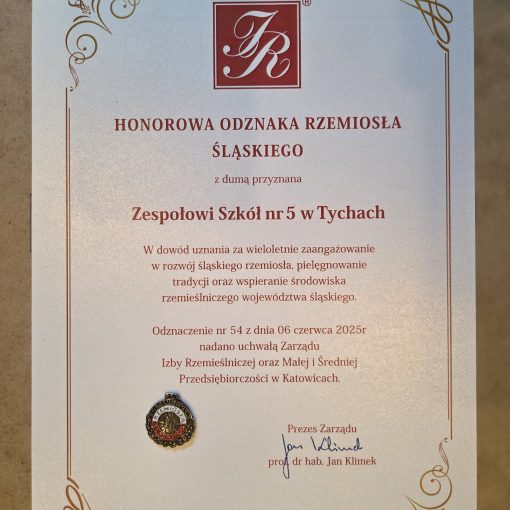 IR®
HONOROWA ODZNAKA RZEMIOSŁA
ŚLĄSKIEGO
z dumą przyznana
Zespołowi Szkół nr 5 w Tychach
W dowód uznania za wieloletnie zaangażowanie
w rozwój śląskiego rzemiosła, pielęgnowanie
tradycji oraz wspieranie środowiska
rzemieślniczego województwa śląskiego.
Odznaczenie nr 54 z dnia 06 czerwca 2025r
nadano uchwałą Zarządu
Izby Rzemieślniczej oraz Małej i Średniej
Przedsiębiorczości w Katowicach.
Prezes Zarządu
Jan Klimek
prof. dr hab. Jan Klimek